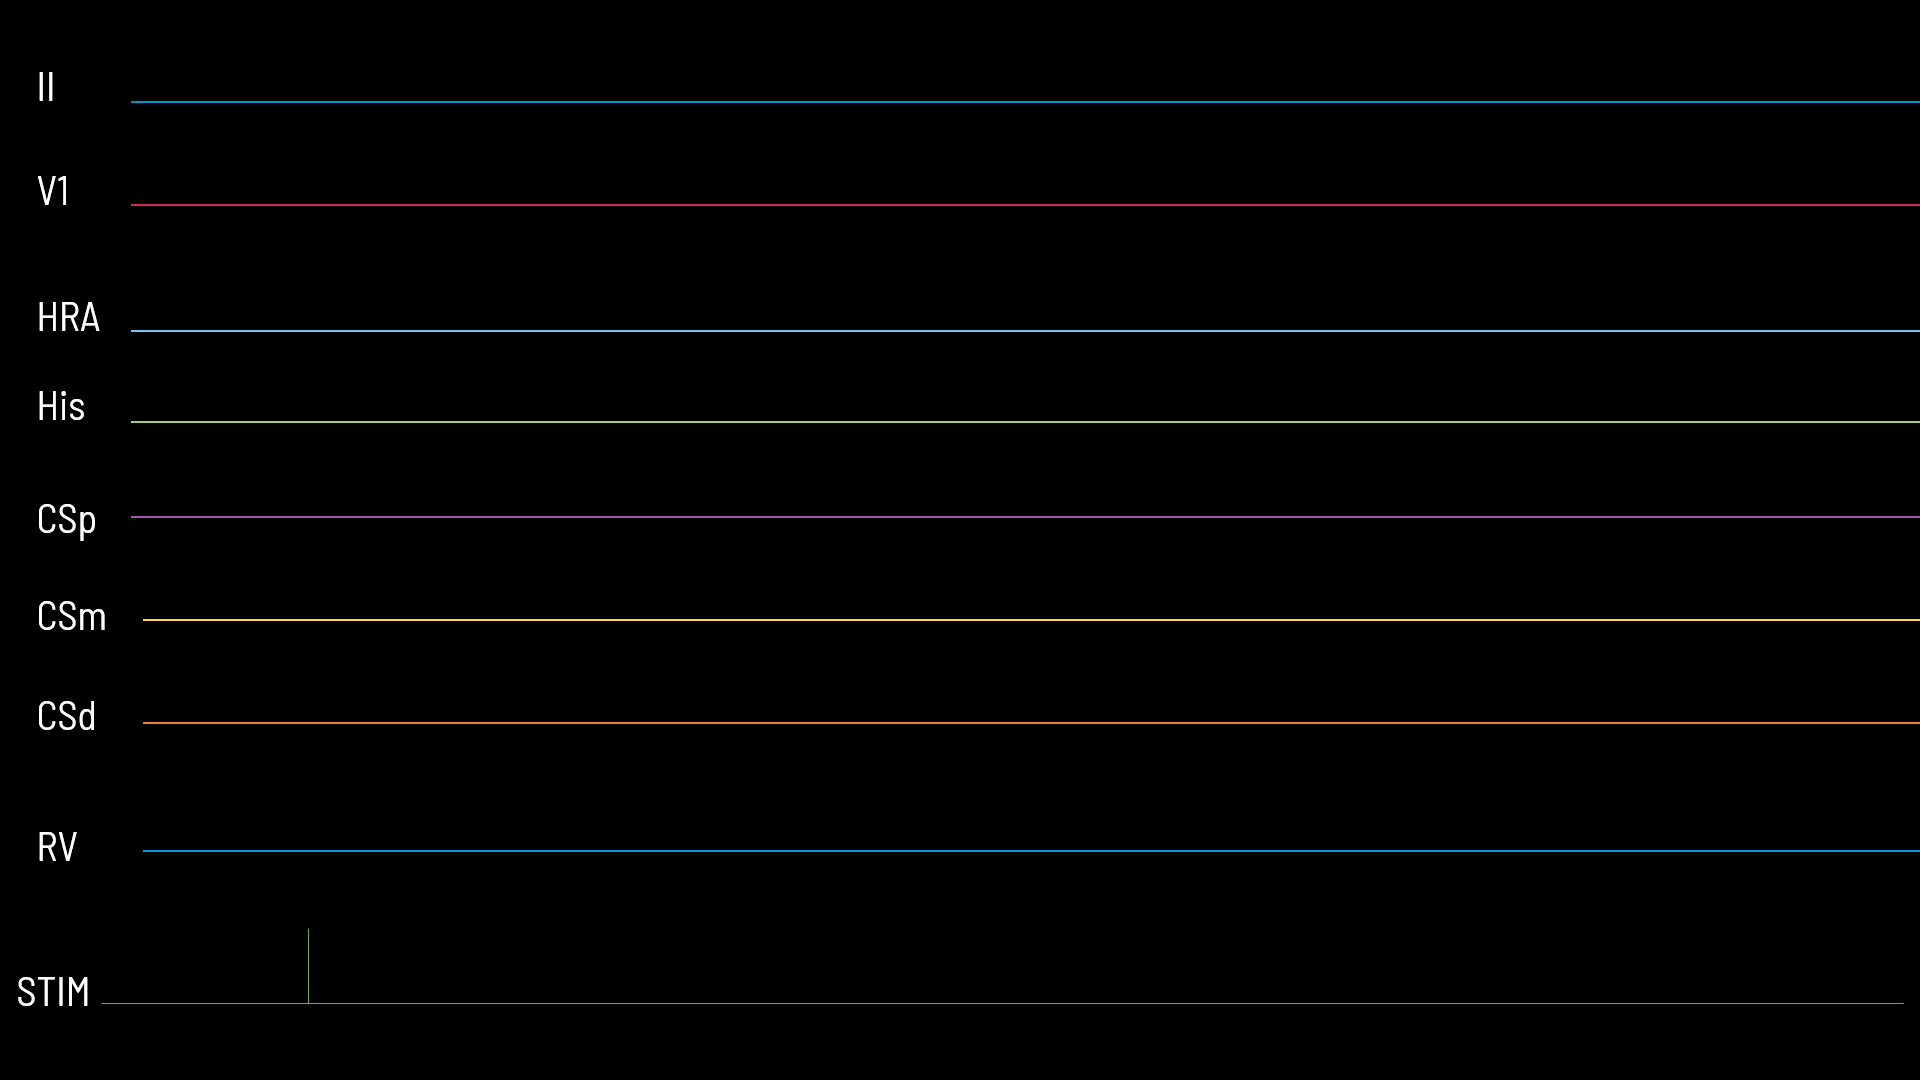 II
V1
HRA
His
CSp
CSm
CSd
RV
STIM